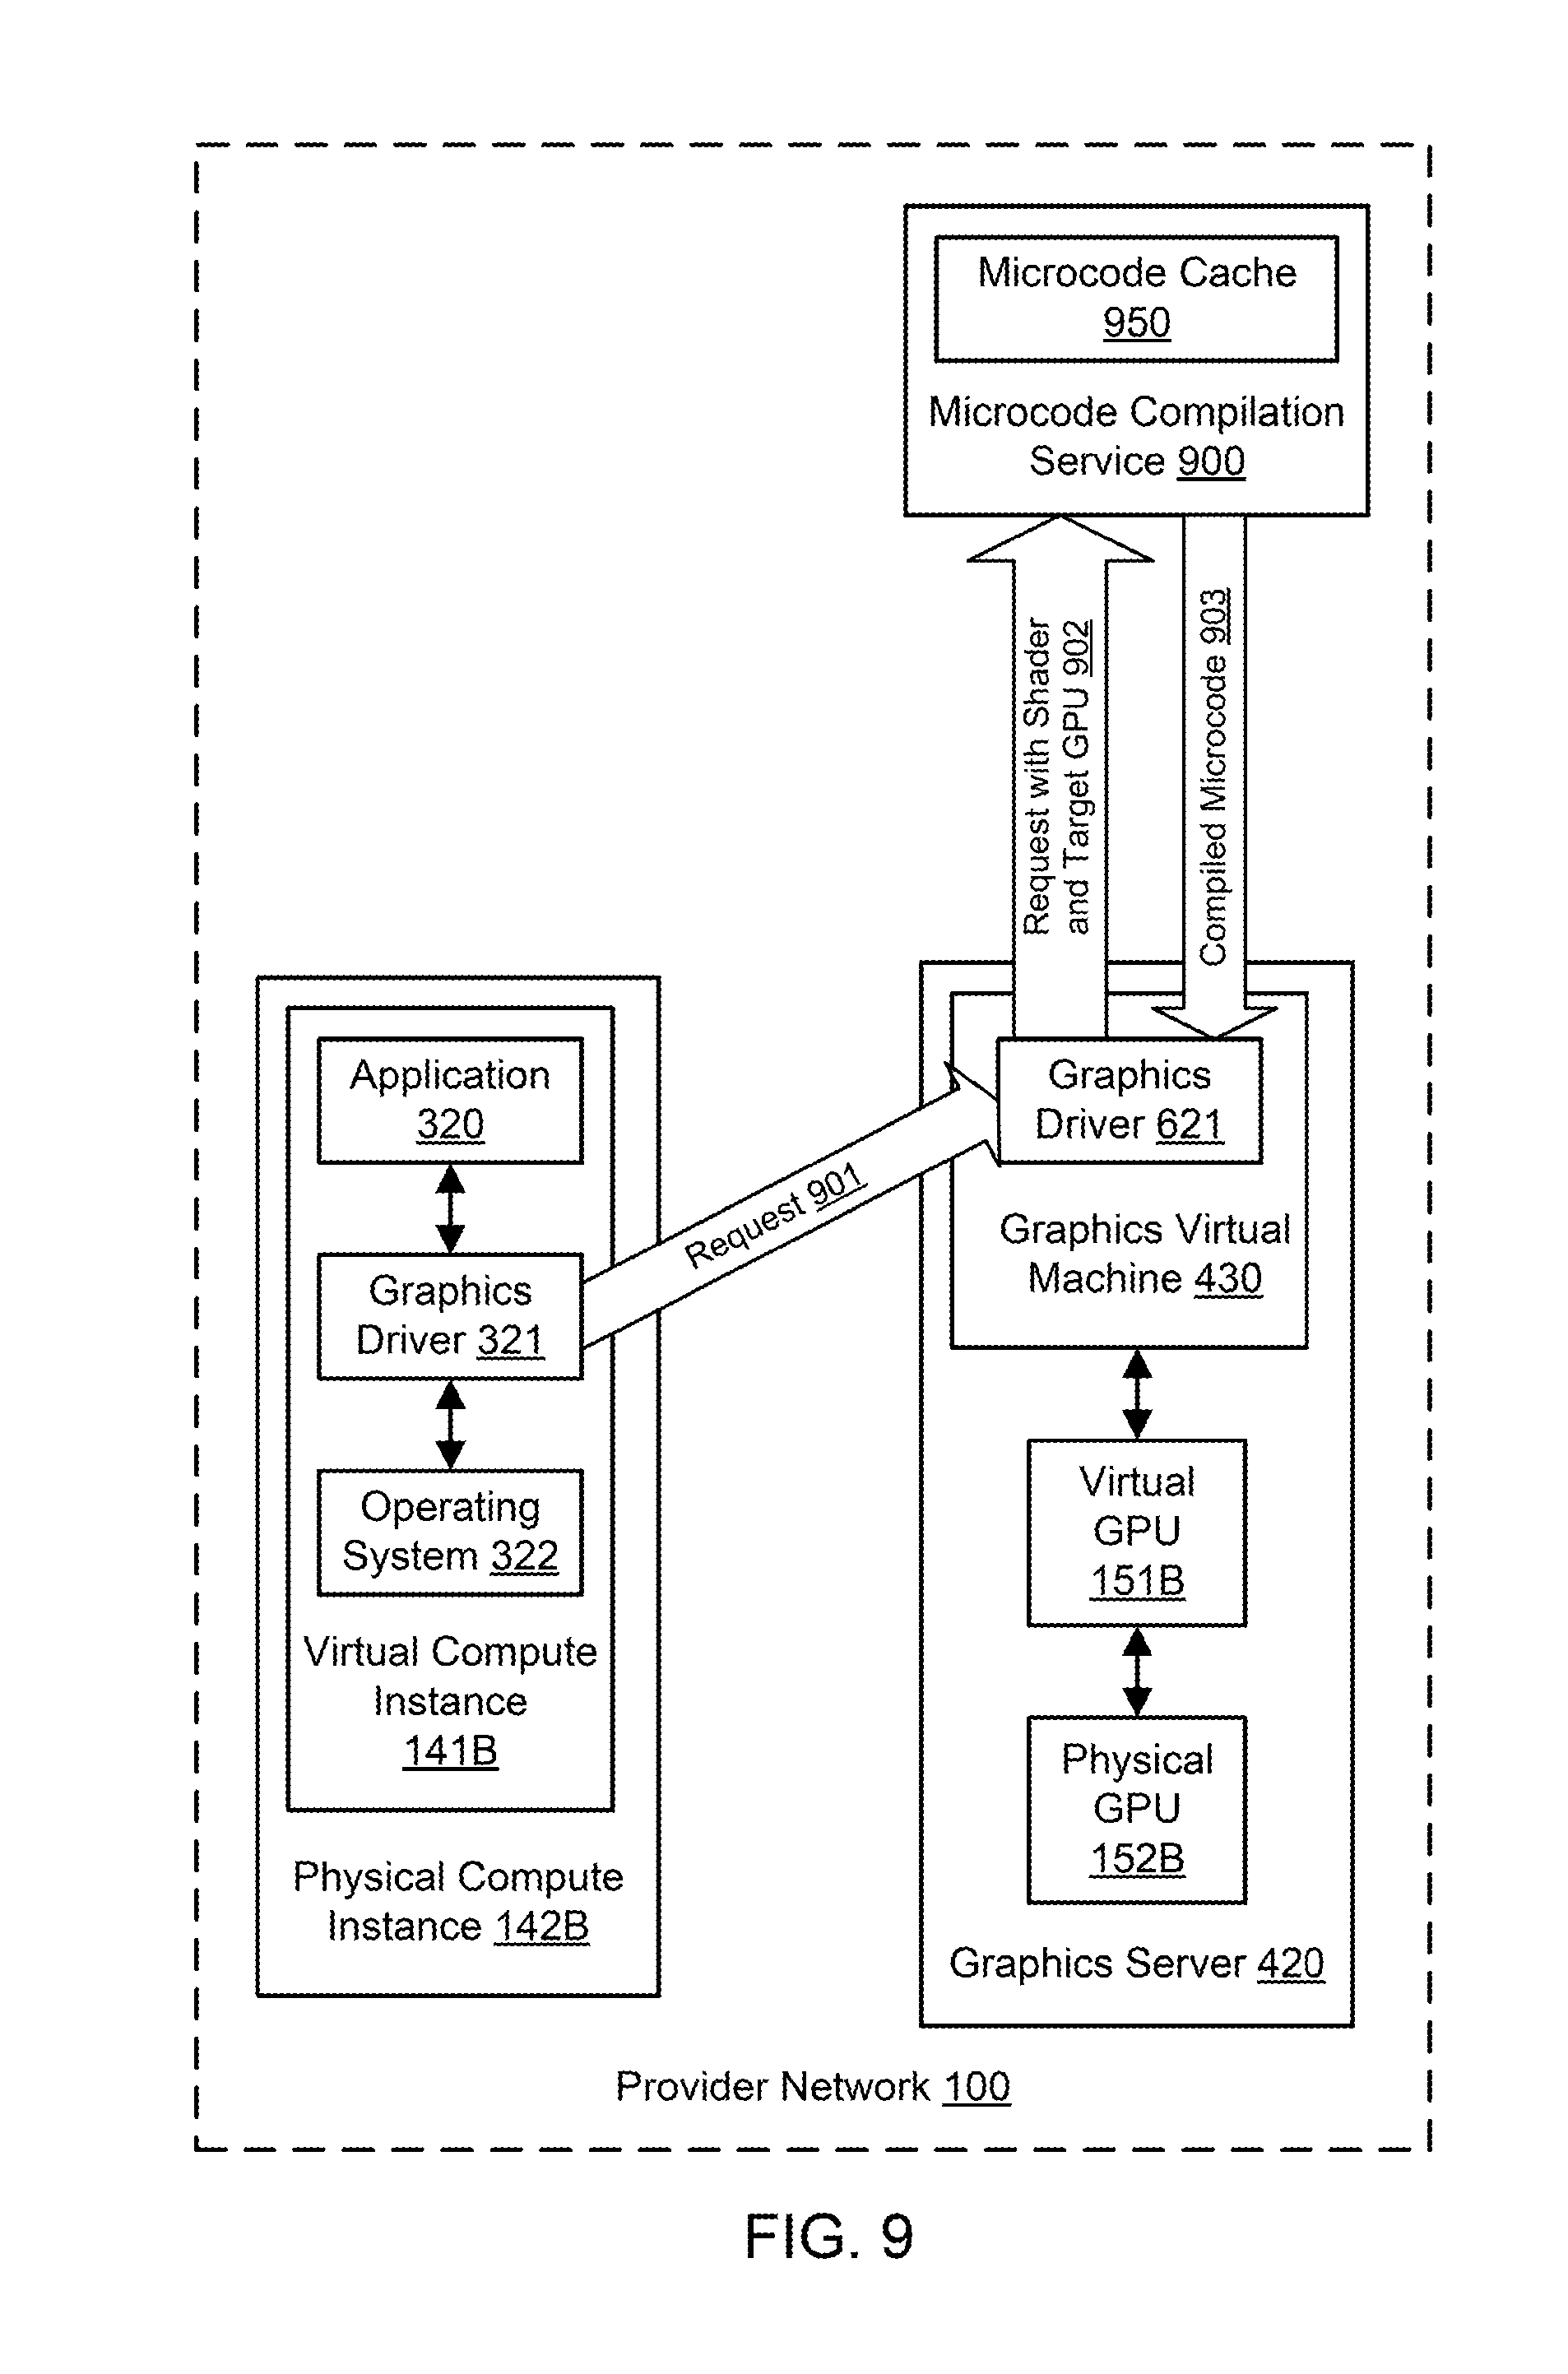 Microcode Cache
950
Microcode Compilation
Service 900
Request with Shader
and Target GPU 902
Compiled Microcode 903
Application
320
Graphics
Driver 321
Operating
System 322
Virtual Compute
Instance
141B
Physical Compute
Instance 142B
Request 901
Graphics
Driver 621
Graphics Virtual
Machine 430
Virtual
GPU
151B
Physical
GPU
152B
Graphics Server 420
Provider Network 100
FIG. 9